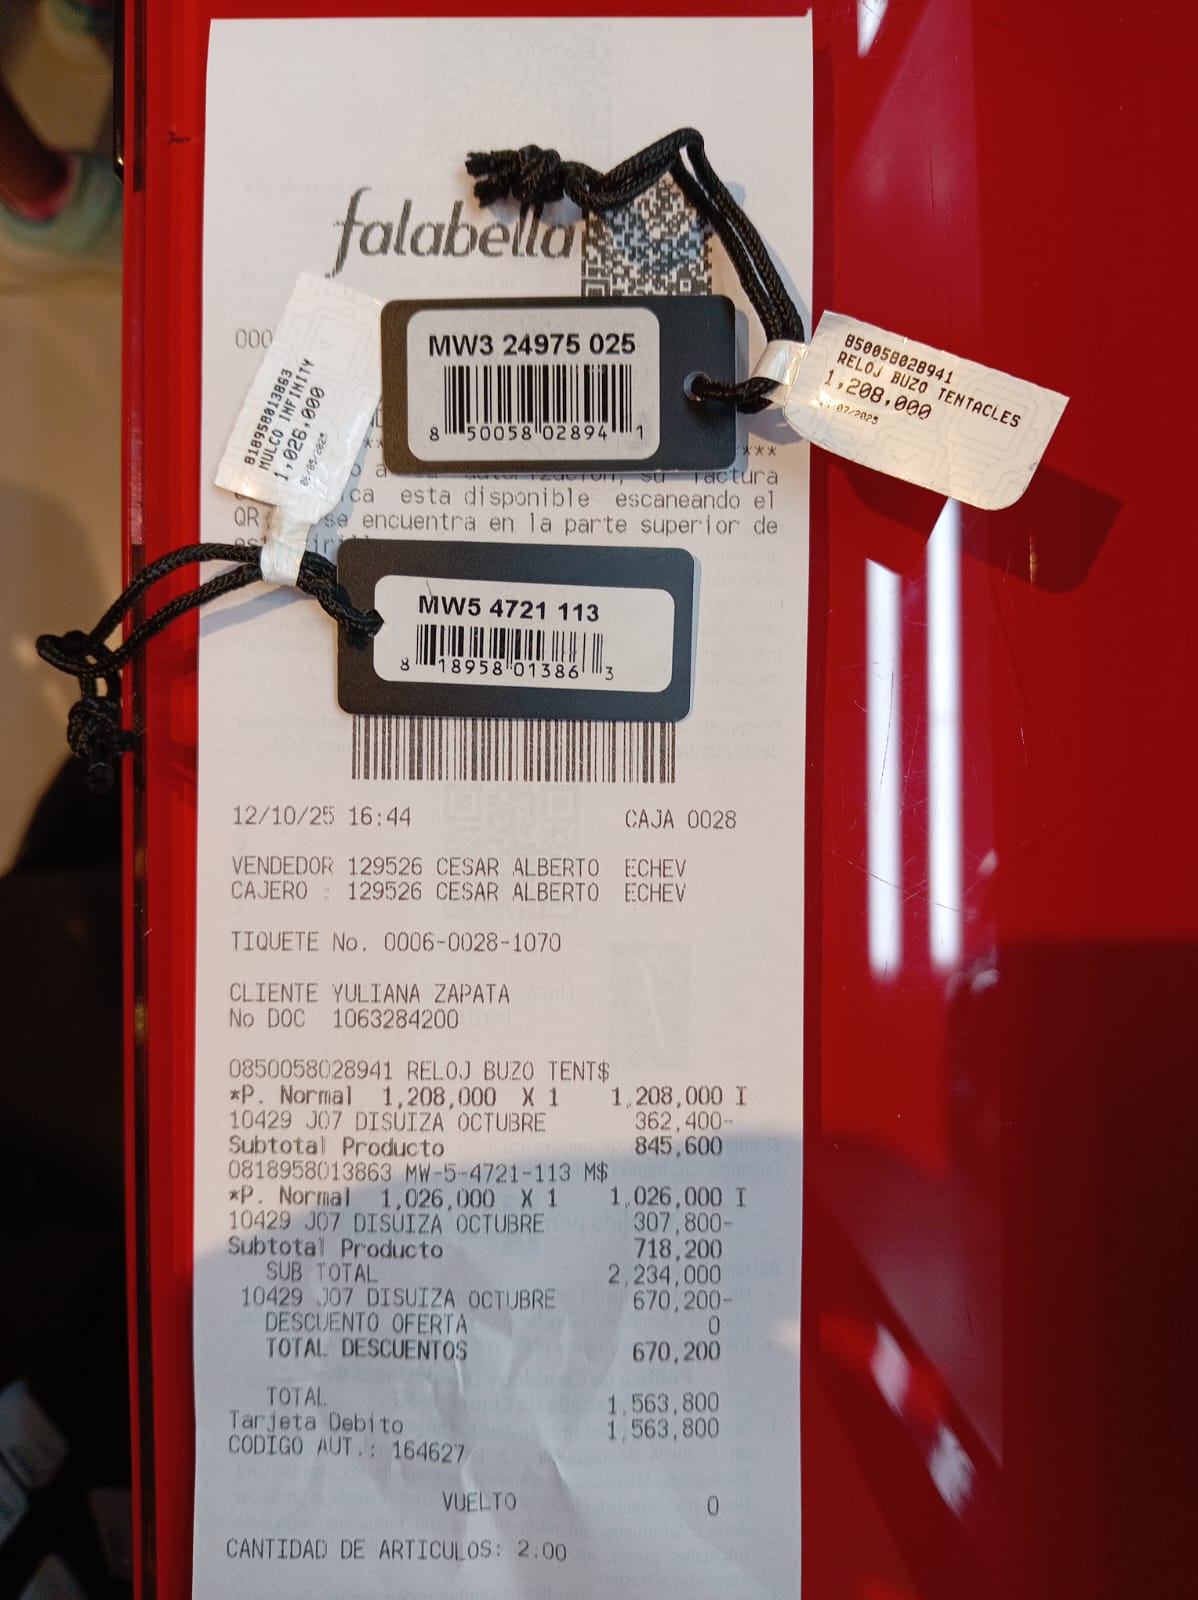 falabella
MW3 24975 025
8 50058 02894 1
850058028941
RELOJ BUZO TENTACLES
1,208,000
07/2025
818958013863
MULCO INFINITY
1,026,000
06/05/2025
000
factura
esta disponible escaneando el
QR se encuentra en la parte superior de
MW5 4721 113
8 18958 01386 3
12/10/25 16:44 CAJA 0028
VENDEDOR 129526 CESAR ALBERTO ECHEV
CAJERO : 129526 CESAR ALBERTO ECHEV
TIQUETE No. 0006-0028-1070
CLIENTE YULIANA ZAPATA
No DOC 1063284200
0850058028941 RELOJ BUZO TENT$
*P. Normal 1,208,000 X 1 1,208,000 I
10429 J07 DISUIZA OCTUBRE 362,400-
Subtotal Producto 845,600
0818958013863 MW-5-4721-113 M$
*P. Normal 1,026,000 X 1 1,026,000 I
10429 J07 DISUIZA OCTUBRE 307,800-
Subtotal Producto 718,200
SUB TOTAL 2,234,000
10429 J07 DISUIZA OCTUBRE 670,200-
DESCUENTO OFERTA 0
TOTAL DESCUENTOS 670,200
TOTAL 1,563,800
Tarjeta Debito 1,563,800
CODIGO AUT.: 164627
VUELTO 0
CANTIDAD DE ARTICULOS: 2.00